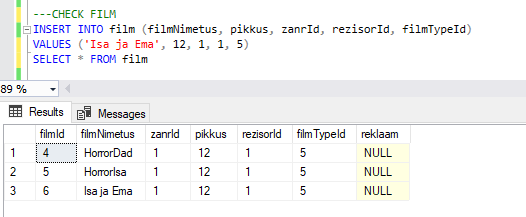 ---CHECK FILM
INSERT INTO film (filmNimetus, pikkus, zanrId, rezisorId, filmTypeId)
VALUES ('Isa ja Ema', 12, 1, 1, 5)
SELECT * FROM film
89 %
Results Messages
filmId filmNimetus zanrId pikkus rezisorId filmTypeId reklaam
1 4 HorrorDad 1 12 1 5 NULL
2 5 HorrorIsa 1 12 1 5 NULL
3 6 Isa ja Ema 1 12 1 5 NULL